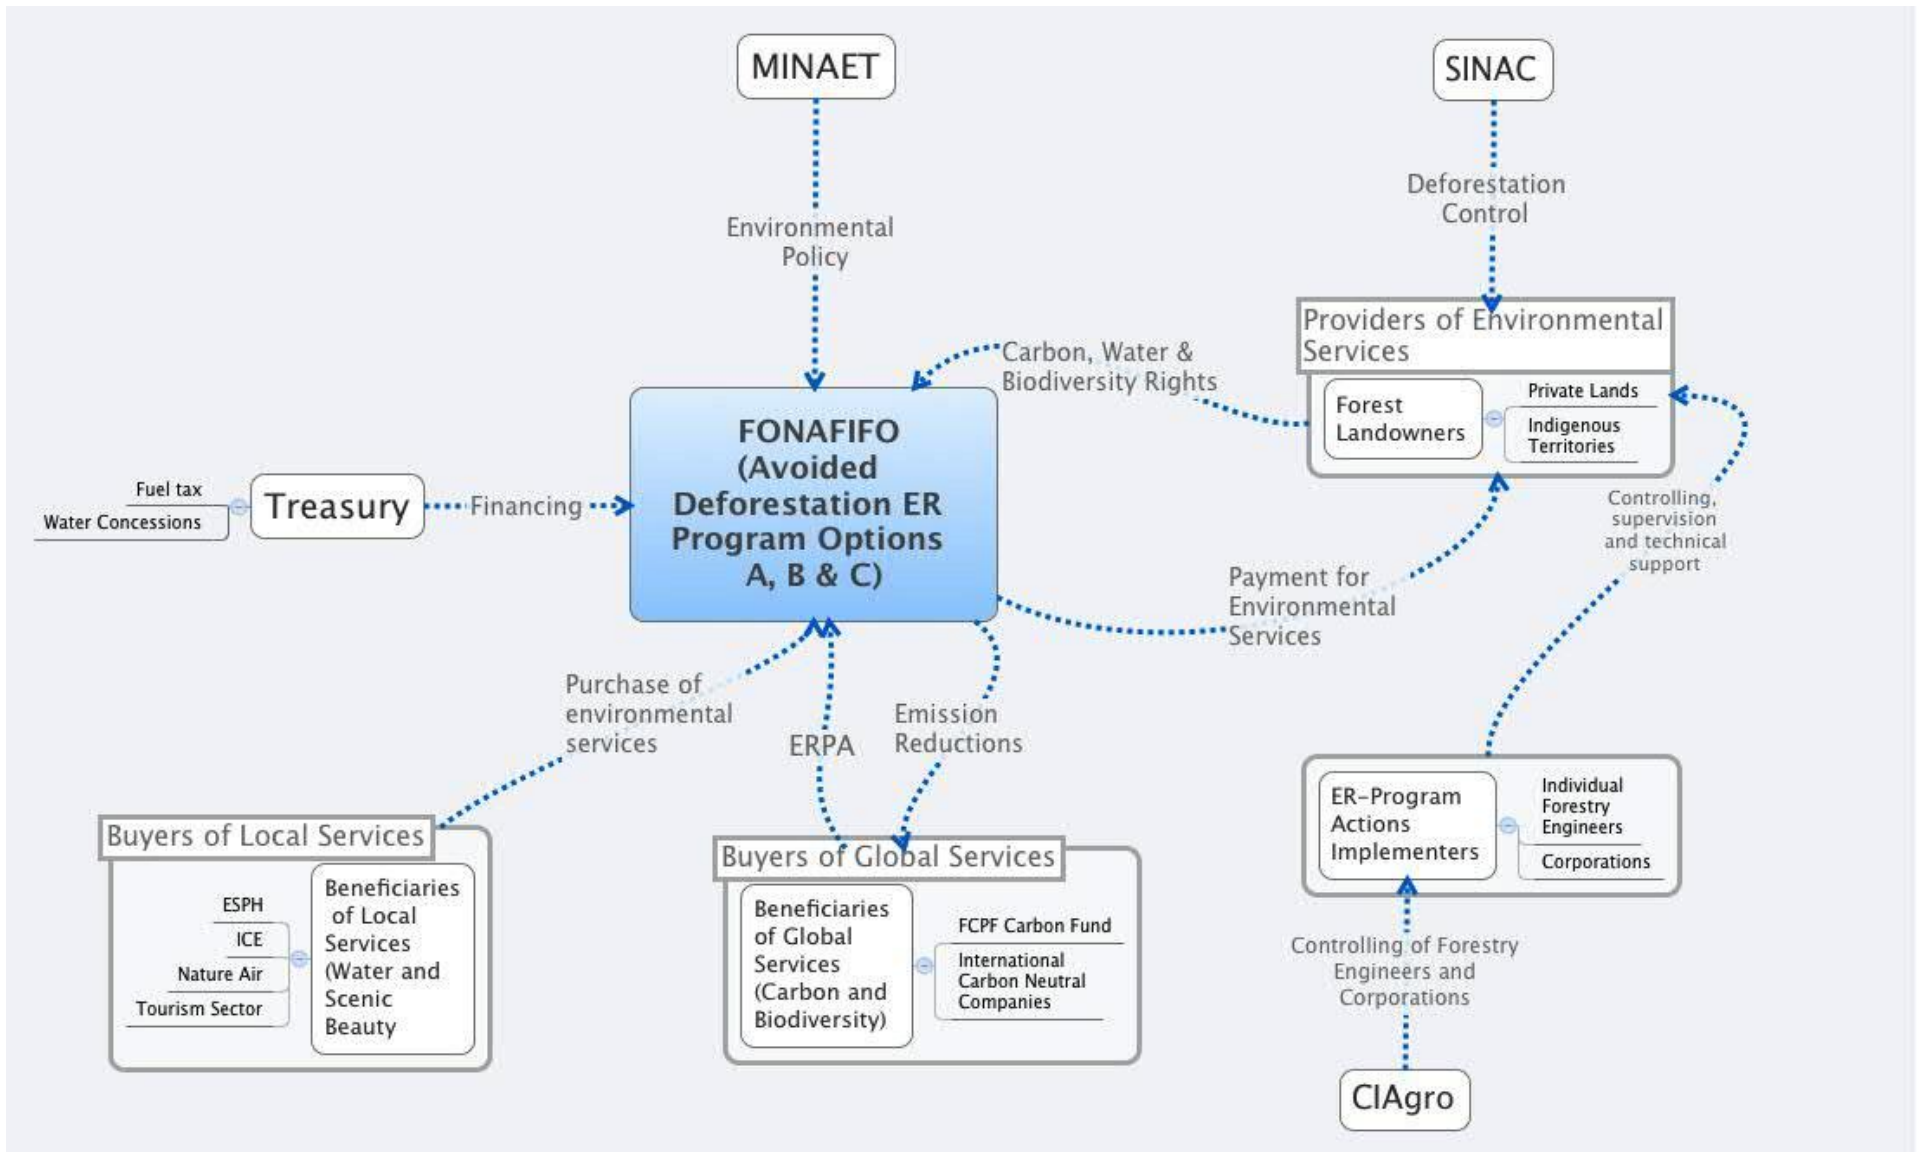 MINAET
SINAC
Environmental
Policy
Deforestation
Control
Providers of Environmental
Services
Forest
Landowners
Private Lands
Indigenous
Territories
Carbon, Water &
Biodiversity Rights
FONAFIFO
(Avoided
Deforestation ER
Program Options
A, B & C)
Fuel tax
Water Concessions
Treasury
Financing
Controlling,
supervision
and technical
support
Payment for
Environmental
Services
Purchase of
environmental
services
ERPA
Emission
Reductions
Buyers of Local Services
ESPH
ICE
Nature Air
Tourism Sector
Beneficiaries
of Local
Services
(Water and
Scenic
Beauty
Buyers of Global Services
Beneficiaries
of Global
Services
(Carbon and
Biodiversity)
FCPF Carbon Fund
International
Carbon Neutral
Companies
ER-Program
Actions
Implementers
Individual
Forestry
Engineers
Corporations
Controlling of Forestry
Engineers and
Corporations
CIAgro